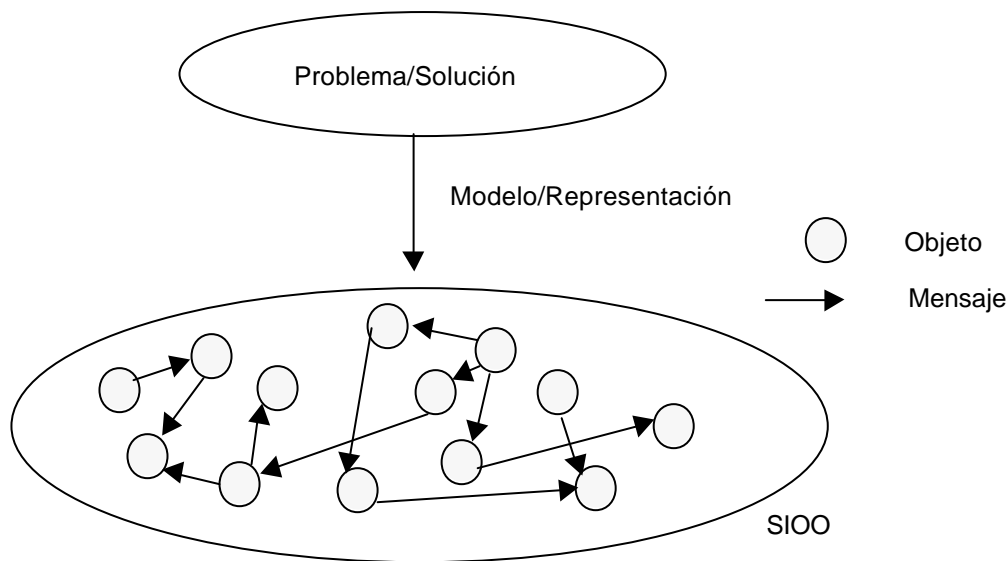 Problema/Solución
Modelo/Representación
Objeto
Mensaje
SIOO